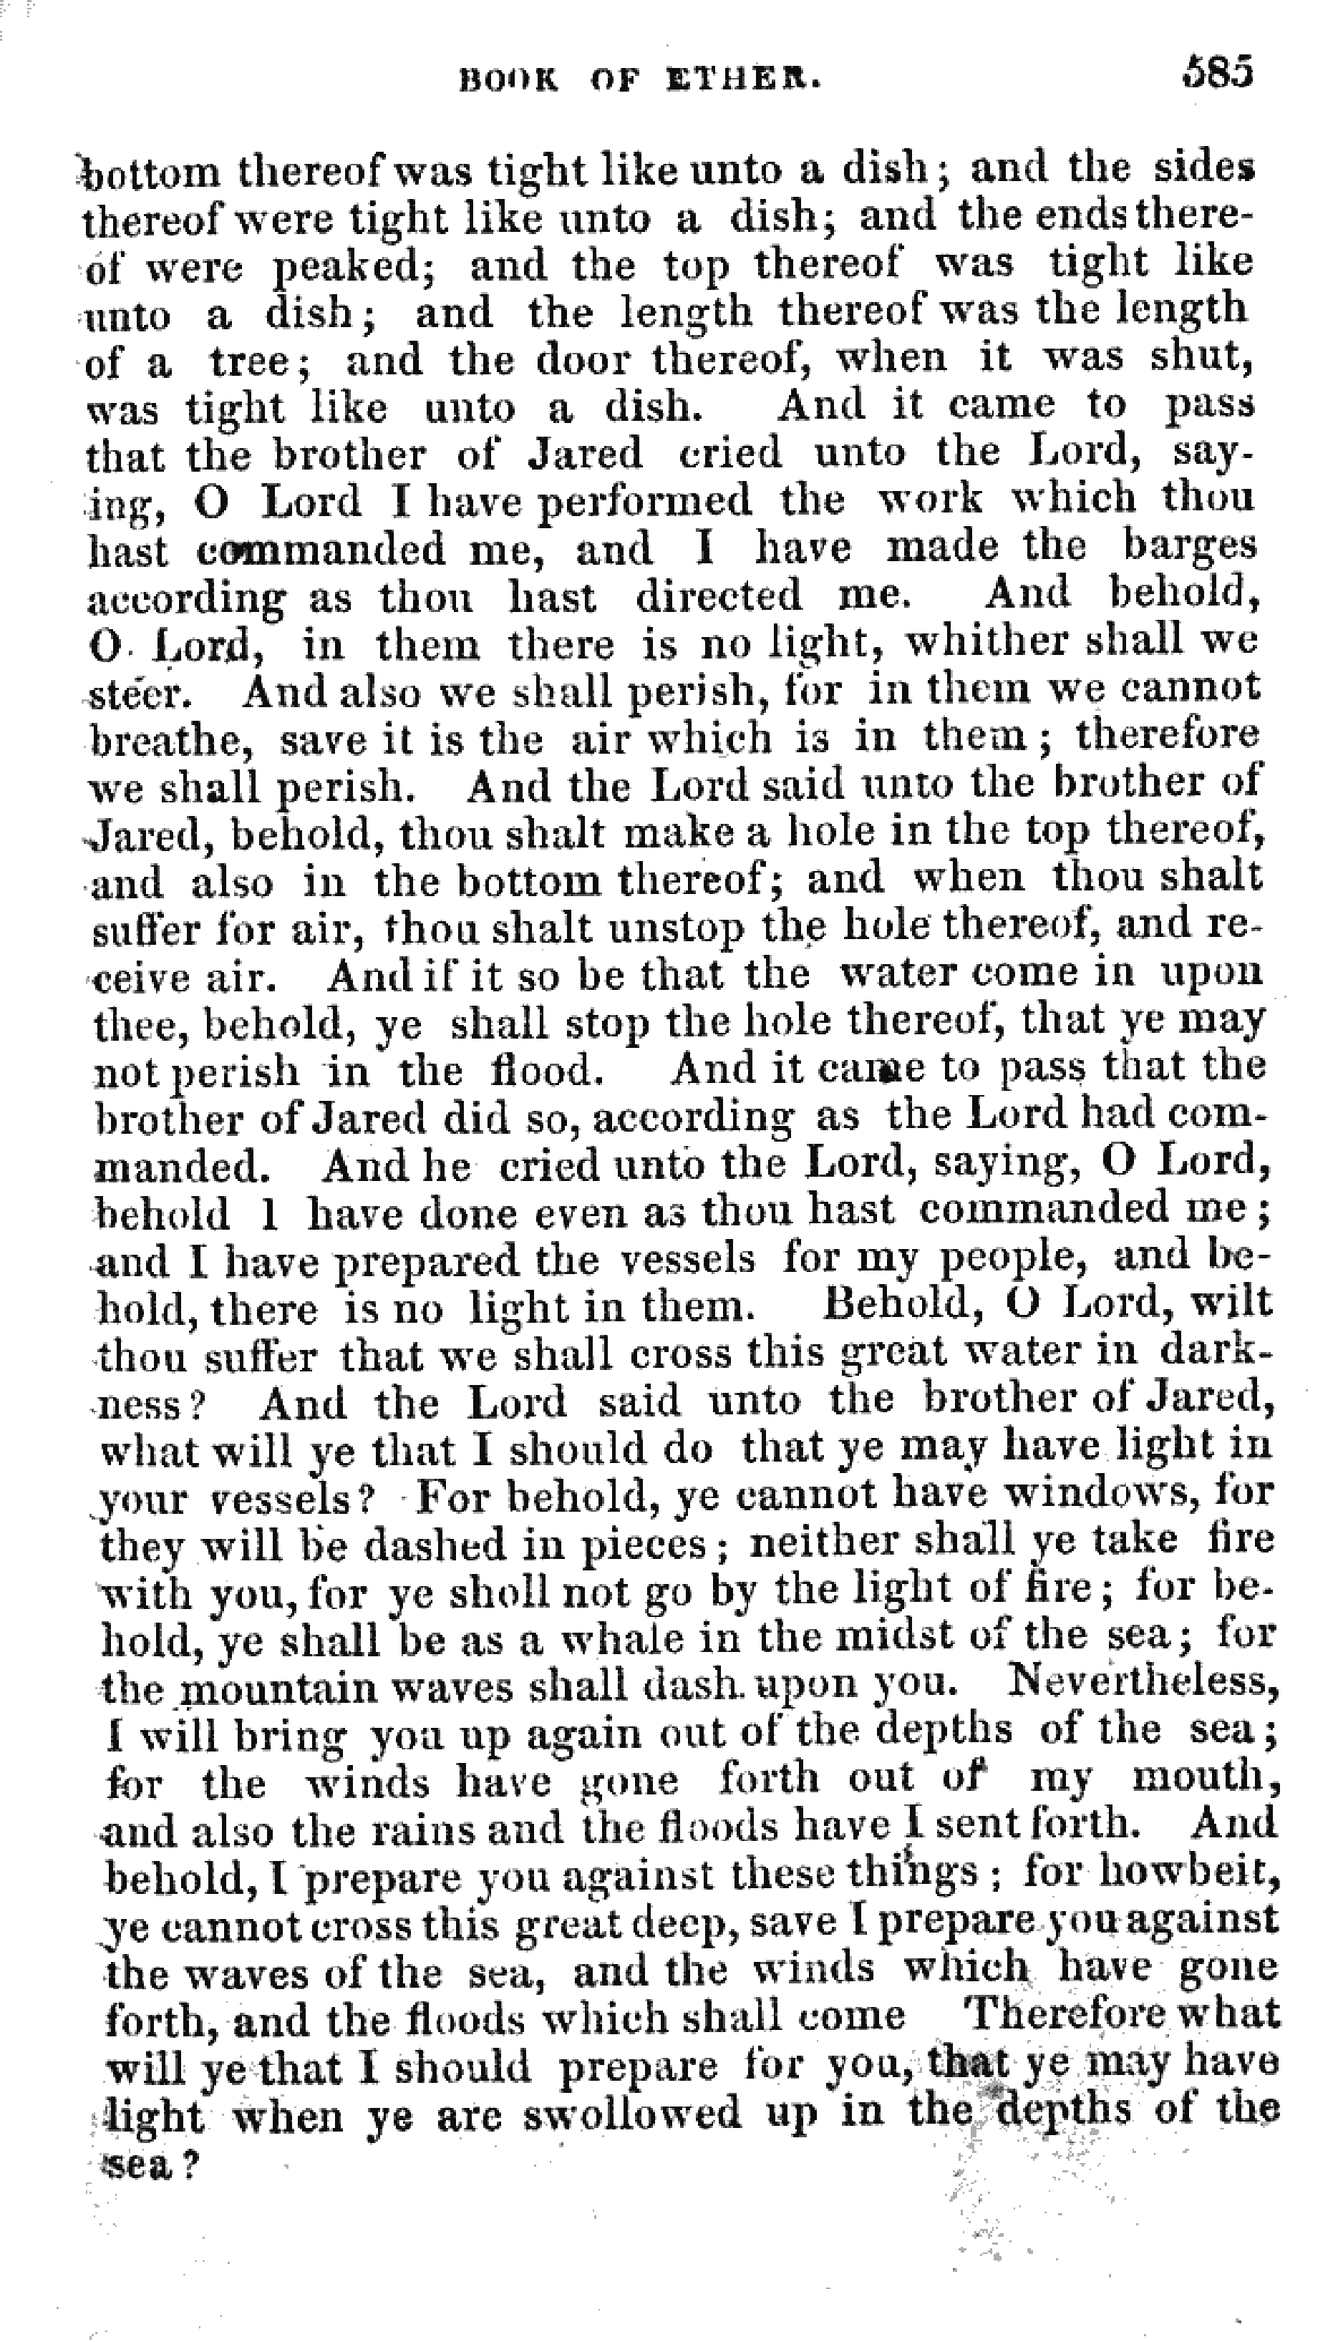 BOOK OF ETHER. 585
bottom thereof was tight like unto a dish; and the sides
thereof were tight like unto a dish; and the ends there-
of were peaked; and the top thereof was tight like
unto a dish; and the length thereof was the length
of a tree; and the door thereof, when it was shut,
was tight like unto a dish. And it came to pass
that the brother of Jared cried unto the Lord, say-
ing, O Lord I have performed the work which thou
hast commanded me, and I have made the barges
according as thou hast directed me. And behold,
O Lord, in them there is no light, whither shall we
steer. And also we shall perish, for in them we cannot
breathe, save it is the air which is in them; therefore
we shall perish. And the Lord said unto the brother of
Jared, behold, thou shalt make a hole in the top thereof,
and also in the bottom thereof; and when thou shalt
suffer for air, thou shalt unstop the hole thereof, and re-
ceive air. And if it so be that the water come in upon
thee, behold, ye shall stop the hole thereof, that ye may
not perish in the flood. And it came to pass that the
brother of Jared did so, according as the Lord had com-
manded. And he cried unto the Lord, saying, O Lord,
behold I have done even as thou hast commanded me;
and I have prepared the vessels for my people, and be-
hold, there is no light in them. Behold, O Lord, wilt
thou suffer that we shall cross this great water in dark-
ness? And the Lord said unto the brother of Jared,
what will ye that I should do that ye may have light in
your vessels? For behold, ye cannot have windows, for
they will be dashed in pieces; neither shall ye take fire
with you, for ye sholl not go by the light of fire; for be-
hold, ye shall be as a whale in the midst of the sea; for
the mountain waves shall dash upon you. Nevertheless,
I will bring you up again out of the depths of the sea;
for the winds have gone forth out of my mouth,
and also the rains and the floods have I sent forth. And
behold, I prepare you against these things; for howbeit,
ye cannot cross this great deep, save I prepare you against
the waves of the sea, and the winds which have gone
forth, and the floods which shall come Therefore what
will ye that I should prepare for you, that ye may have
light when ye are swollowed up in the depths of the
sea?